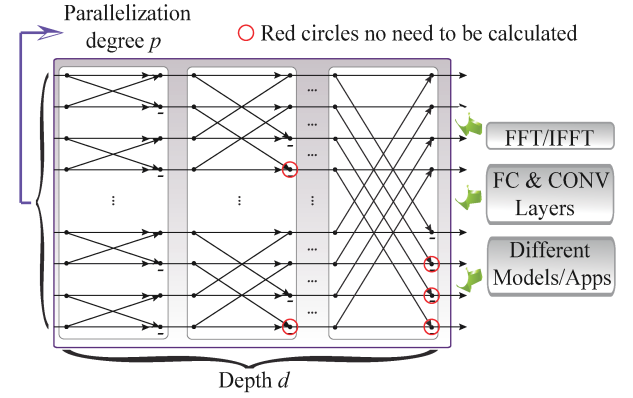 Parallelization
degree p
Red circles no need to be calculated
...
...
...
FFT/IFFT
FC & CONV
Layers
...
...
...
...
...
...
Different
Models/Apps
Depth d